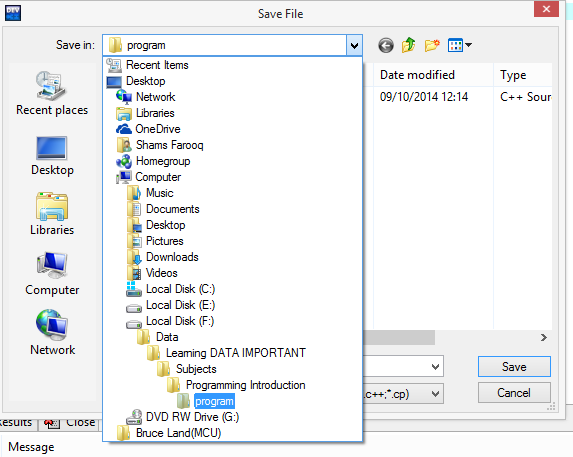 DEV
Save File
Save in:
program
Recent Items
Desktop
Network
Libraries
OneDrive
Shams Farooq
Homegroup
Computer
Music
Documents
Desktop
Pictures
Downloads
Videos
Local Disk (C:)
Local Disk (E:)
Local Disk (F:)
Data
Learning DATA IMPORTANT
Subjects
Programming Introduction
program
DVD RW Drive (G:)
Bruce Land(MCU)
Recent places
Desktop
Libraries
Computer
Network
Date modified Type
09/10/2014 12:14 C++ Sour
Save
.c++;*.cp)
Cancel
esults Close
Message